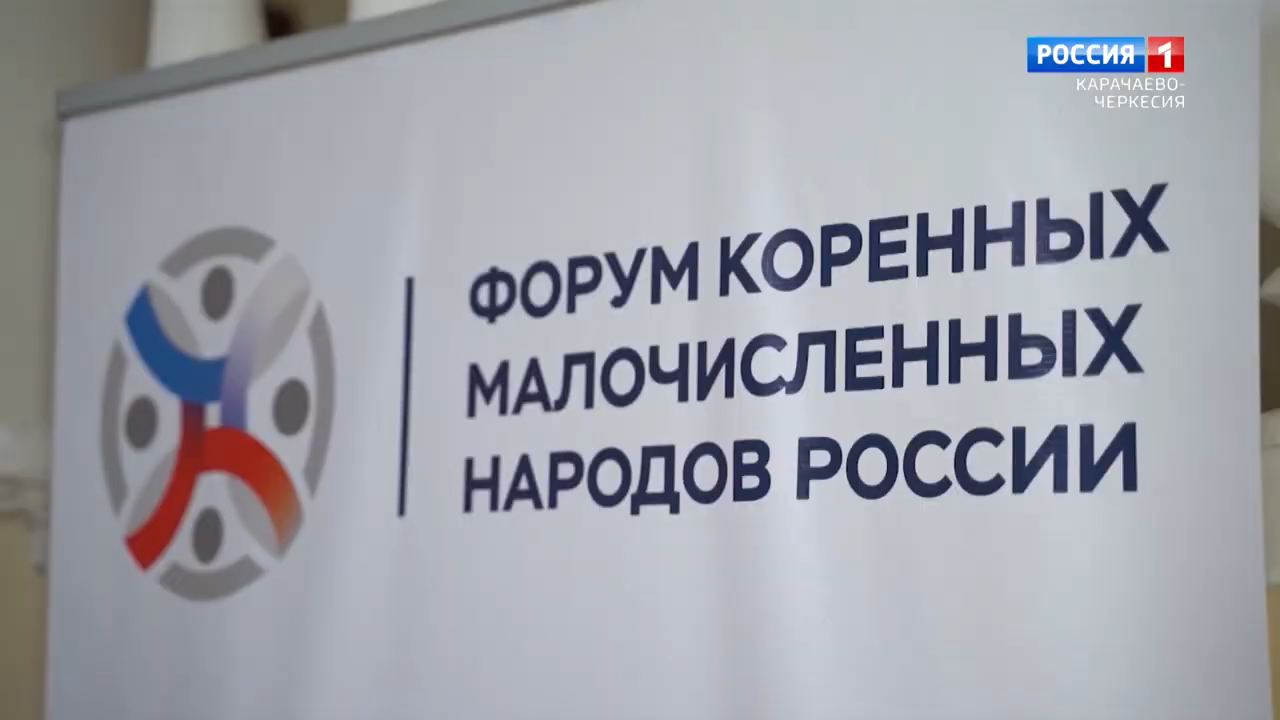 РОССИЯ 1
КАРАЧАЕВО-
ЧЕРКЕСИЯ
ФОРУМ КОРЕННЫХ
МАЛОЧИСЛЕННЫХ
НАРОДОВ РОССИИ